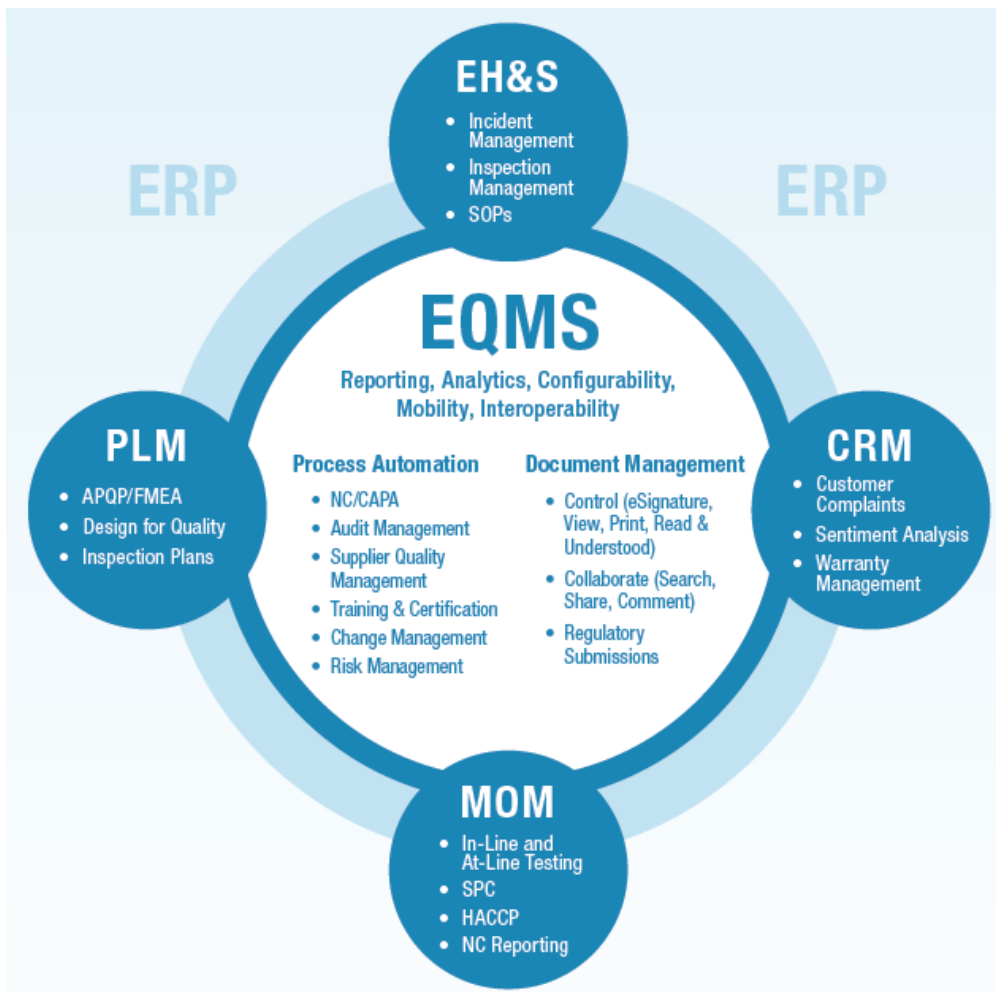 EH&S
• Incident
Management
• Inspection
Management
• SOPs
ERP
ERP
EQMS
Reporting, Analytics, Configurability,
Mobility, Interoperability
PLM
• APQP/FMEA
• Design for Quality
• Inspection Plans
Process Automation
• NC/CAPA
• Audit Management
• Supplier Quality
Management
• Training & Certification
• Change Management
• Risk Management
Document Management
• Control (eSignature,
View, Print, Read &
Understood)
• Collaborate (Search,
Share, Comment)
• Regulatory
Submissions
CRM
• Customer
Complaints
• Sentiment Analysis
• Warranty
Management
MOM
• In-Line and
At-Line Testing
• SPC
• HACCP
• NC Reporting